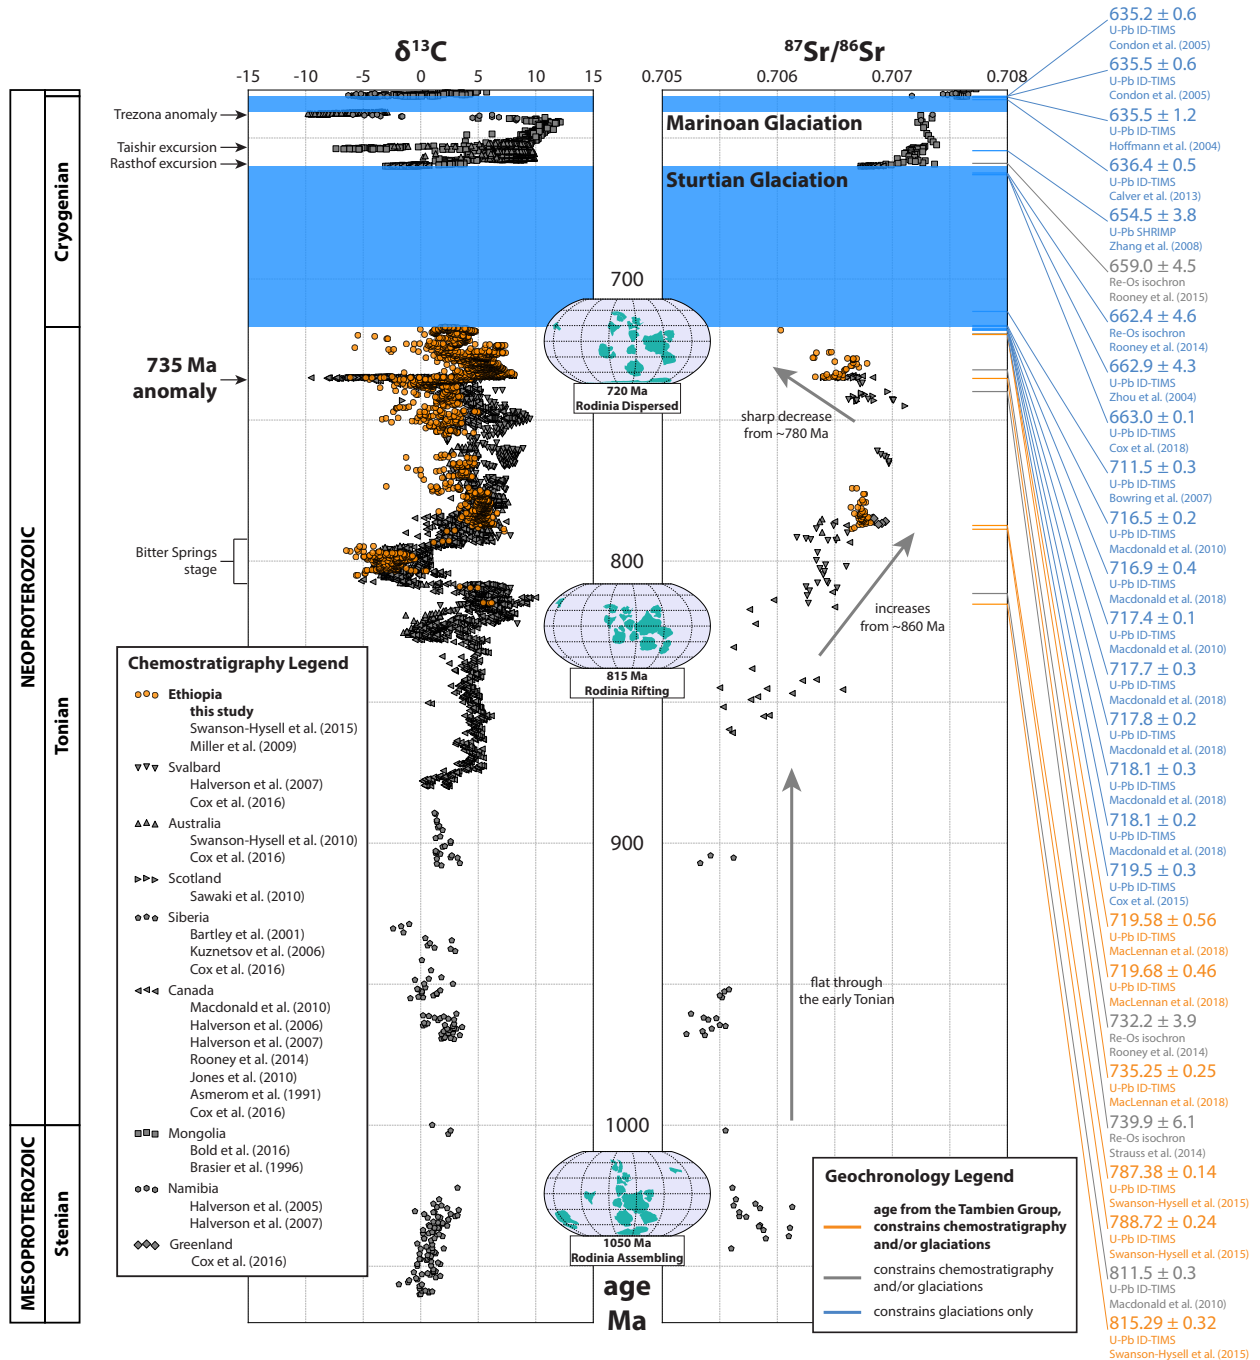 δ13C
87Sr/86Sr
-15 -10 -5 0 5 10 15
0.705 0.706 0.707 0.708
NEOPROTEROZOIC
MESOPROTEROZOIC
Cryogenian
Tonian
Stenian
Trezona anomaly
Taishir excursion
Rasthof excursion
735 Ma
anomaly
Bitter Springs
stage
Marinoan Glaciation
Sturtian Glaciation
700
720 Ma
Rodinia Dispersed
sharp decrease
from ~780 Ma
800
815 Ma
Rodinia Rifting
increases
from ~860 Ma
900
flat through
the early Tonian
1000
1050 Ma
Rodinia Assembling
age
Ma
Chemostratigraphy Legend
Ethiopia
this study
Swanson-Hysell et al. (2015)
Miller et al. (2009)
Svalbard
Halverson et al. (2007)
Cox et al. (2016)
Australia
Swanson-Hysell et al. (2010)
Cox et al. (2016)
Scotland
Sawaki et al. (2010)
Siberia
Bartley et al. (2001)
Kuznetsov et al. (2006)
Cox et al. (2016)
Canada
Macdonald et al. (2010)
Halverson et al. (2006)
Halverson et al. (2007)
Rooney et al. (2014)
Jones et al. (2010)
Asmerom et al. (1991)
Cox et al. (2016)
Mongolia
Bold et al. (2016)
Brasier et al. (1996)
Namibia
Halverson et al. (2005)
Halverson et al. (2007)
Greenland
Cox et al. (2016)
Geochronology Legend
age from the Tambien Group,
constrains chemostratigraphy
and/or glaciations
constrains chemostratigraphy
and/or glaciations
constrains glaciations only
635.2 ± 0.6
U-Pb ID-TIMS
Condon et al. (2005)
635.5 ± 0.6
U-Pb ID-TIMS
Condon et al. (2005)
635.5 ± 1.2
U-Pb ID-TIMS
Hoffmann et al. (2004)
636.4 ± 0.5
U-Pb ID-TIMS
Calver et al. (2013)
654.5 ± 3.8
U-Pb SHRIMP
Zhang et al. (2008)
659.0 ± 4.5
Re-Os isochron
Rooney et al. (2015)
662.4 ± 4.6
Re-Os isochron
Rooney et al. (2014)
662.9 ± 4.3
U-Pb ID-TIMS
Zhou et al. (2004)
663.0 ± 0.1
U-Pb ID-TIMS
Cox et al. (2018)
711.5 ± 0.3
U-Pb ID-TIMS
Bowring et al. (2007)
716.5 ± 0.2
U-Pb ID-TIMS
Macdonald et al. (2010)
716.9 ± 0.4
U-Pb ID-TIMS
Macdonald et al. (2018)
717.4 ± 0.1
U-Pb ID-TIMS
Macdonald et al. (2010)
717.7 ± 0.3
U-Pb ID-TIMS
Macdonald et al. (2018)
717.8 ± 0.2
U-Pb ID-TIMS
Macdonald et al. (2018)
718.1 ± 0.3
U-Pb ID-TIMS
Macdonald et al. (2018)
718.1 ± 0.2
U-Pb ID-TIMS
Macdonald et al. (2018)
719.5 ± 0.3
U-Pb ID-TIMS
Cox et al. (2015)
719.58 ± 0.56
U-Pb ID-TIMS
MacLennan et al. (2018)
719.68 ± 0.46
U-Pb ID-TIMS
MacLennan et al. (2018)
732.2 ± 3.9
Re-Os isochron
Rooney et al. (2014)
735.25 ± 0.25
U-Pb ID-TIMS
MacLennan et al. (2018)
739.9 ± 6.1
Re-Os isochron
Strauss et al. (2014)
787.38 ± 0.14
U-Pb ID-TIMS
Swanson-Hysell et al. (2015)
788.72 ± 0.24
U-Pb ID-TIMS
Swanson-Hysell et al. (2015)
811.5 ± 0.3
U-Pb ID-TIMS
Macdonald et al. (2010)
815.29 ± 0.32
U-Pb ID-TIMS
Swanson-Hysell et al. (2015)